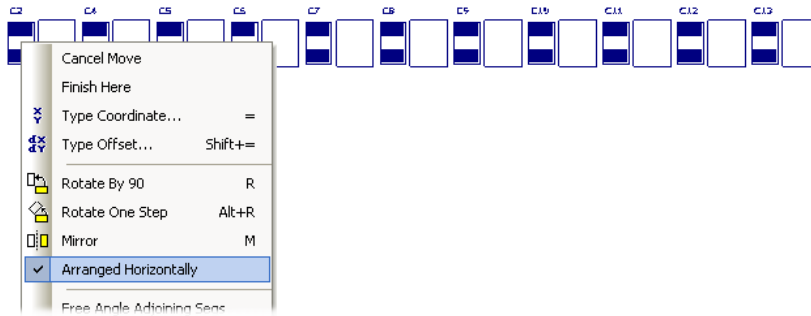 C2 C4 C5 C6 C7 C8 C9 C10 C11 C12 C13
Cancel Move
Finish Here
Type Coordinate... =
Type Offset... Shift+=
Rotate By 90 R
Rotate One Step Alt+R
Mirror M
Arranged Horizontally
Free Angle Adjoining Segs